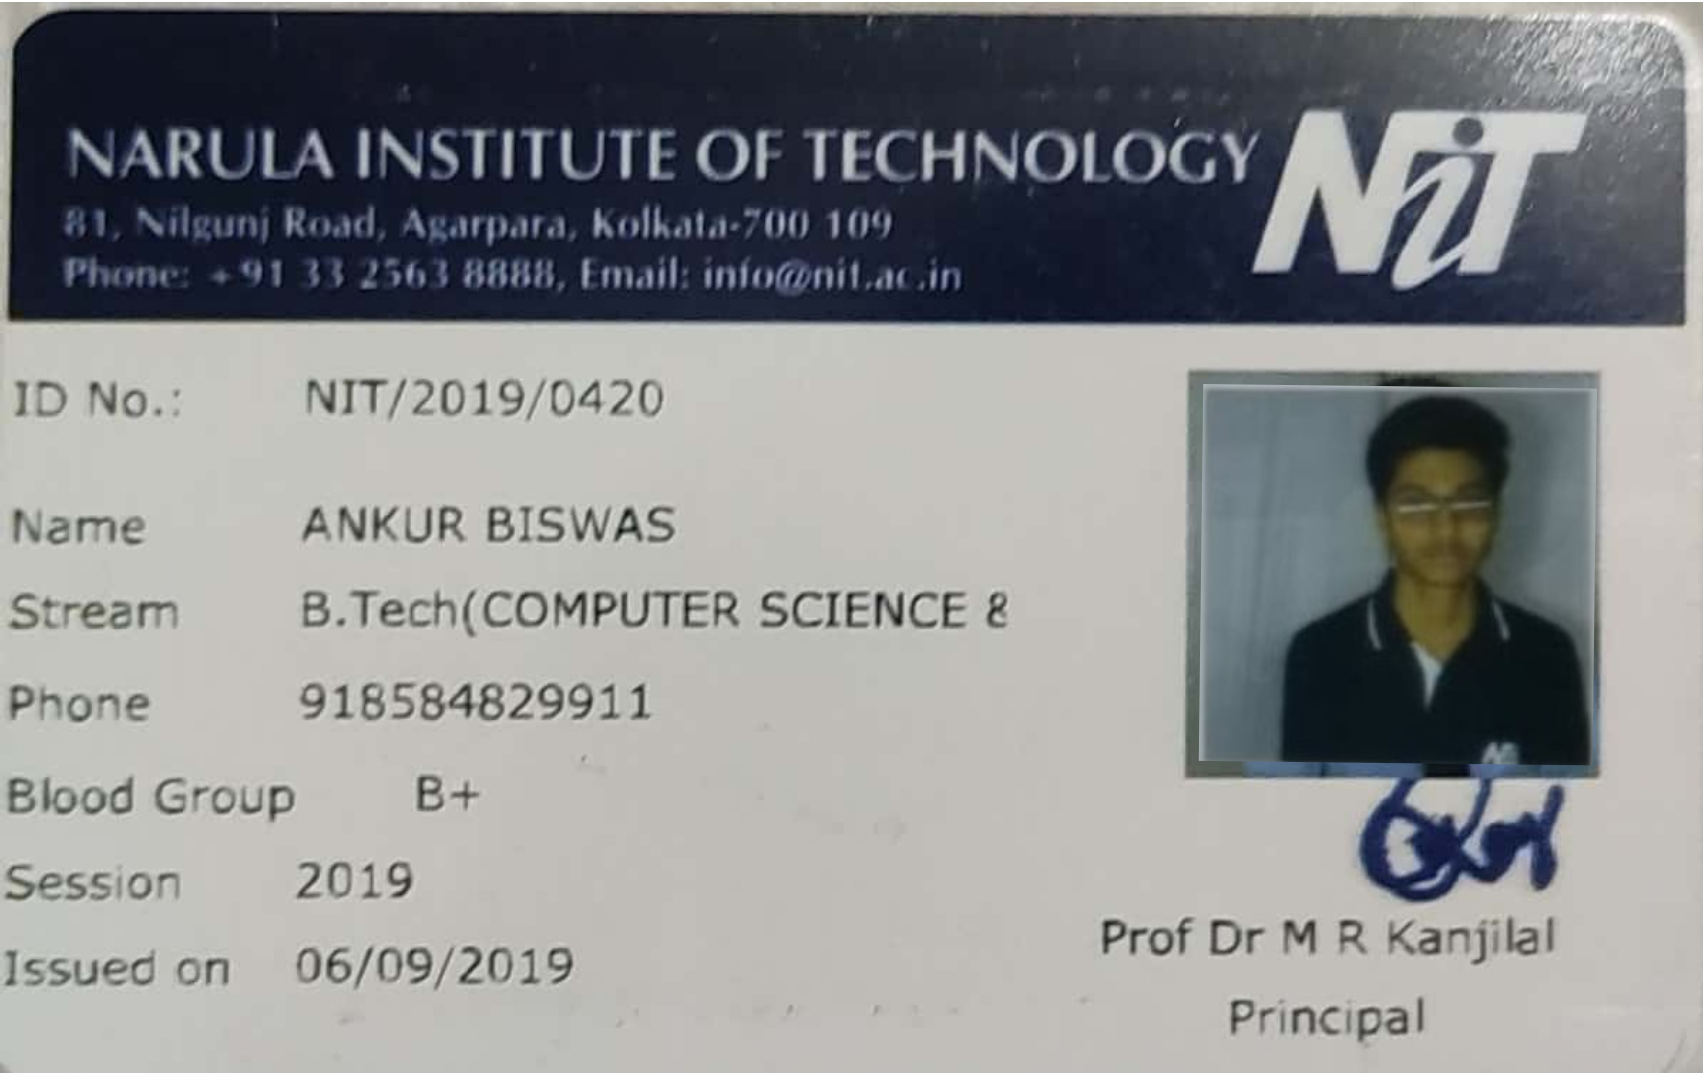 NARULA INSTITUTE OF TECHNOLOGY
NiT
81, Nilgunj Road, Agarpara, Kolkata-700 109
Phone: +91 33 2563 8888, Email: info@nit.ac.in
ID No.: NIT/2019/0420
Name ANKUR BISWAS
Stream B.Tech(COMPUTER SCIENCE &
Phone 918584829911
Blood Group B+
Session 2019
Issued on 06/09/2019
Prof Dr M R Kanjilal
Principal